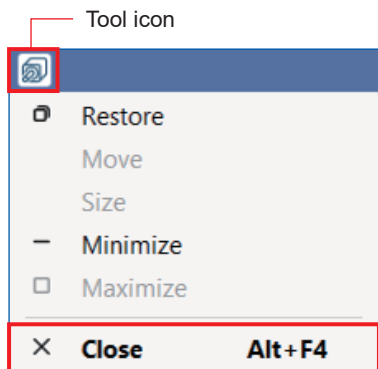 Tool icon
Restore
Move
Size
Minimize
Maximize
Close Alt+F4